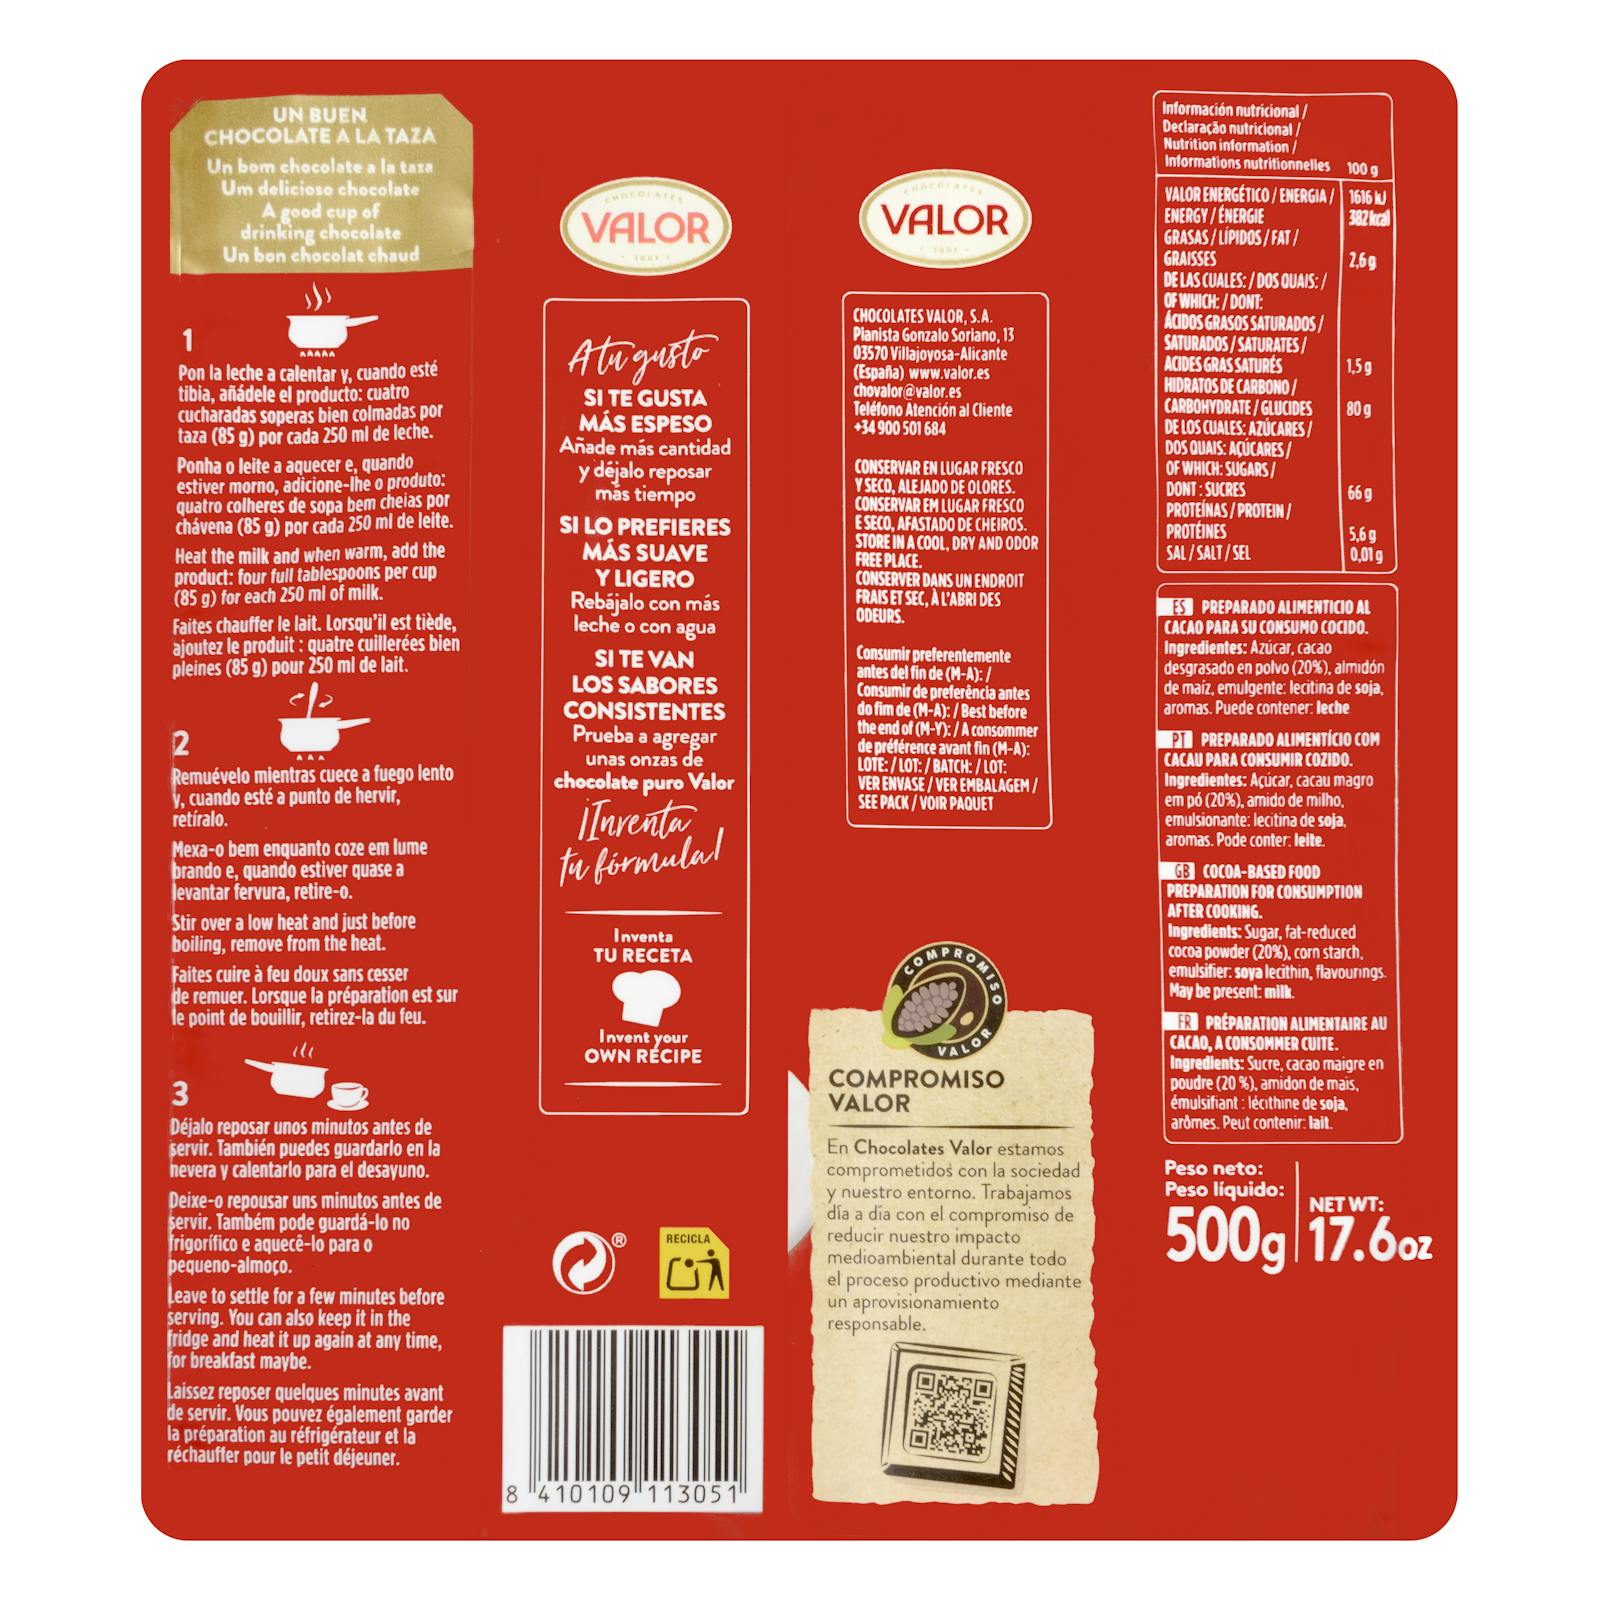 UN BUEN
CHOCOLATE A LA TAZA
Un bom chocolate a la taza
Um delicioso chocolate
A good cup of
drinking chocolate
Un bon chocolat chaud
1
Pon la leche a calentar y, cuando esté
tibia, añádele el producto: cuatro
cucharadas soperas bien colmadas por
taza (85 g) por cada 250 ml de leche.
Ponha o leite a aquecer e, quando
estiver morno, adicione-lhe o produto:
quatro colheres de sopa bem cheias por
chávena (85 g) por cada 250 ml de leite.
Heat the milk and when warm, add the
product: four full tablespoons per cup
(85 g) for each 250 ml of milk.
Faites chauffer le lait. Lorsqu'il est tiède,
ajoutez le produit : quatre cuillerées bien
pleines (85 g) pour 250 ml de lait.
2
Remuévelo mientras cuece a fuego lento
y, cuando esté a punto de hervir,
retíralo.
Mexa-o bem enquanto coze em lume
brando e, quando estiver quase a
levantar fervura, retire-o.
Stir over a low heat and just before
boiling, remove from the heat.
Faites cuire à feu doux sans cesser
de remuer. Lorsque la préparation est sur
le point de bouillir, retirez-la du feu.
3
Déjalo reposar unos minutos antes de
servir. También puedes guardarlo en la
nevera y calentarlo para el desayuno.
Deixe-o repousar uns minutos antes de
servir. Também pode guardá-lo no
frigorífico e aquecê-lo para o
pequeno-almoço.
Leave to settle for a few minutes before
serving. You can also keep it in the
fridge and heat it up again at any time,
for breakfast maybe.
Laissez reposer quelques minutes avant
de servir. Vous pouvez également garder
la préparation au réfrigérateur et la
réchauffer pour le petit déjeuner.
CHOCOLATES
VALOR
1881
A tu gusto
SI TE GUSTA
MÁS ESPESO
Añade más cantidad
y déjalo reposar
más tiempo
SI LO PREFIERES
MÁS SUAVE
Y LIGERO
Rebájalo con más
leche o con agua
SI TE VAN
LOS SABORES
CONSISTENTES
Prueba a agregar
unas onzas de
chocolate puro Valor
¡Inventa
tu fórmula!
Inventa
TU RECETA
Invent your
OWN RECIPE
®
RECICLA
8 410109 113051
CHOCOLATES
VALOR
1881
CHOCOLATES VALOR, S.A.
Pianista Gonzalo Soriano, 13
03570 Villajoyosa-Alicante
(España) www.valor.es
chovalor@valor.es
Teléfono Atención al Cliente
+34 900 501 684
CONSERVAR EN LUGAR FRESCO
Y SECO, ALEJADO DE OLORES.
CONSERVAR EM LUGAR FRESCO
E SECO, AFASTADO DE CHEIROS.
STORE IN A COOL, DRY AND ODOR
FREE PLACE.
CONSERVER DANS UN ENDROIT
FRAIS ET SEC, À L'ABRI DES
ODEURS.
Consumir preferentemente
antes del fin de (M-A): /
Consumir de preferência antes
do fim de (M-A): / Best before
the end of (M-Y): / A consommer
de préférence avant fin (M-A):
LOTE: / LOT: / BATCH: / LOT:
VER ENVASE / VER EMBALAGEM /
SEE PACK / VOIR PAQUET
COMPROMISO
VALOR
COMPROMISO
VALOR
En Chocolates Valor estamos
comprometidos con la sociedad
y nuestro entorno. Trabajamos
día a día con el compromiso de
reducir nuestro impacto
medioambiental durante todo
el proceso productivo mediante
un aprovisionamiento
responsable.
Información nutricional /
Declaração nutricional /
Nutrition information /
Informations nutritionnelles 100 g
VALOR ENERGÉTICO / ENERGIA / 1616 kJ
ENERGY / ÉNERGIE 382 kcal
GRASAS / LÍPIDOS / FAT /
GRAISSES 2,6 g
DE LAS CUALES: / DOS QUAIS: /
OF WHICH: / DONT:
ÁCIDOS GRASOS SATURADOS /
SATURADOS / SATURATES /
ACIDES GRAS SATURÉS 1,5 g
HIDRATOS DE CARBONO /
CARBOHYDRATE / GLUCIDES 80 g
DE LOS CUALES: AZÚCARES /
DOS QUAIS: AÇÚCARES /
OF WHICH: SUGARS /
DONT : SUCRES 66 g
PROTEÍNAS / PROTEIN /
PROTÉINES 5,6 g
SAL / SALT / SEL 0,01 g
ES PREPARADO ALIMENTICIO AL
CACAO PARA SU CONSUMO COCIDO.
Ingredientes: Azúcar, cacao
desgrasado en polvo (20%), almidón
de maíz, emulgente: lecitina de soja,
aromas. Puede contener: leche
PT PREPARADO ALIMENTÍCIO COM
CACAU PARA CONSUMIR COZIDO.
Ingredientes: Açúcar, cacau magro
em pó (20%), amido de milho,
emulsionante: lecitina de soja,
aromas. Pode conter: leite.
GB COCOA-BASED FOOD
PREPARATION FOR CONSUMPTION
AFTER COOKING.
Ingredients: Sugar, fat-reduced
cocoa powder (20%), corn starch,
emulsifier: soya lecithin, flavourings.
May be present: milk.
FR PRÉPARATION ALIMENTAIRE AU
CACAO, A CONSOMMER CUITE.
Ingredients: Sucre, cacao maigre en
poudre (20 %), amidon de maïs,
émulsifiant : lécithine de soja,
arômes. Peut contenir: lait.
Peso neto:
Peso líquido:
500g
NET WT:
17.6oz